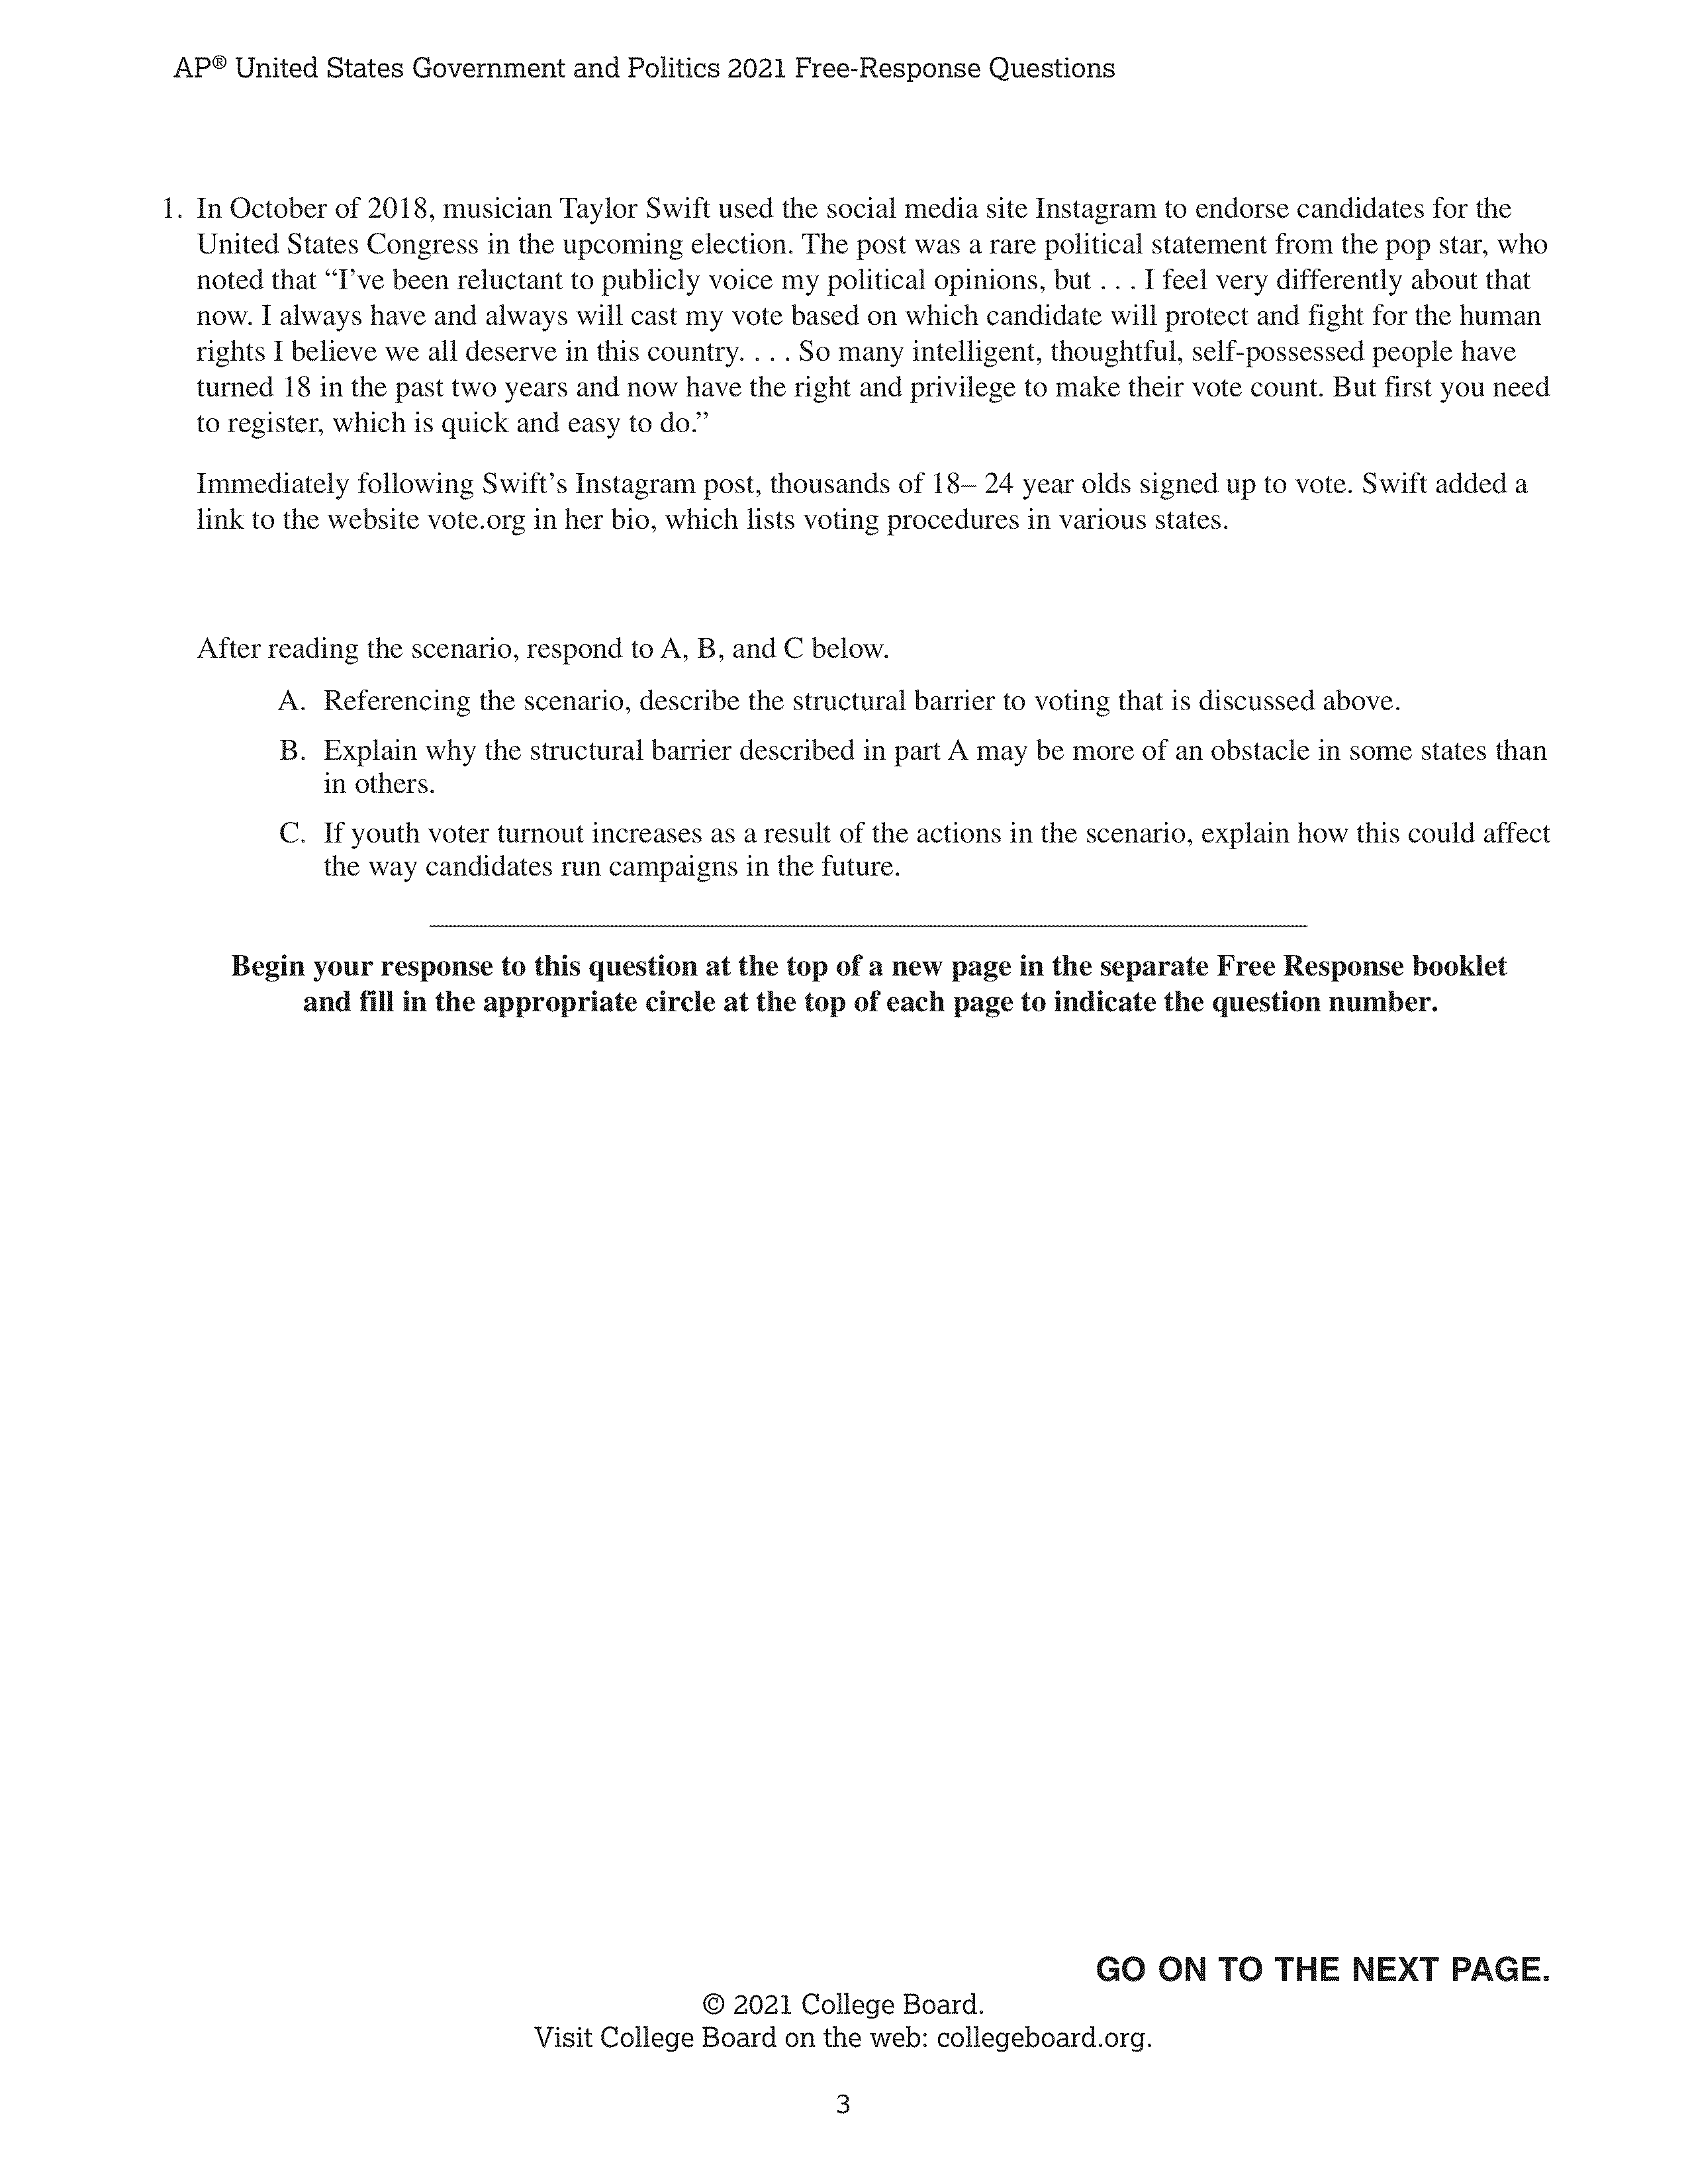 AP® United States Government and Politics 2021 Free-Response Questions
1. In October of 2018, musician Taylor Swift used the social media site Instagram to endorse candidates for the
United States Congress in the upcoming election. The post was a rare political statement from the pop star, who
noted that “I’ve been reluctant to publicly voice my political opinions, but . . . I feel very differently about that
now. I always have and always will cast my vote based on which candidate will protect and fight for the human
rights I believe we all deserve in this country. . . . So many intelligent, thoughtful, self-possessed people have
turned 18 in the past two years and now have the right and privilege to make their vote count. But first you need
to register, which is quick and easy to do.”
Immediately following Swift’s Instagram post, thousands of 18– 24 year olds signed up to vote. Swift added a
link to the website vote.org in her bio, which lists voting procedures in various states.
After reading the scenario, respond to A, B, and C below.
A. Referencing the scenario, describe the structural barrier to voting that is discussed above.
B. Explain why the structural barrier described in part A may be more of an obstacle in some states than
in others.
C. If youth voter turnout increases as a result of the actions in the scenario, explain how this could affect
the way candidates run campaigns in the future.
Begin your response to this question at the top of a new page in the separate Free Response booklet
and fill in the appropriate circle at the top of each page to indicate the question number.
GO ON TO THE NEXT PAGE.
© 2021 College Board.
Visit College Board on the web: collegeboard.org.
3